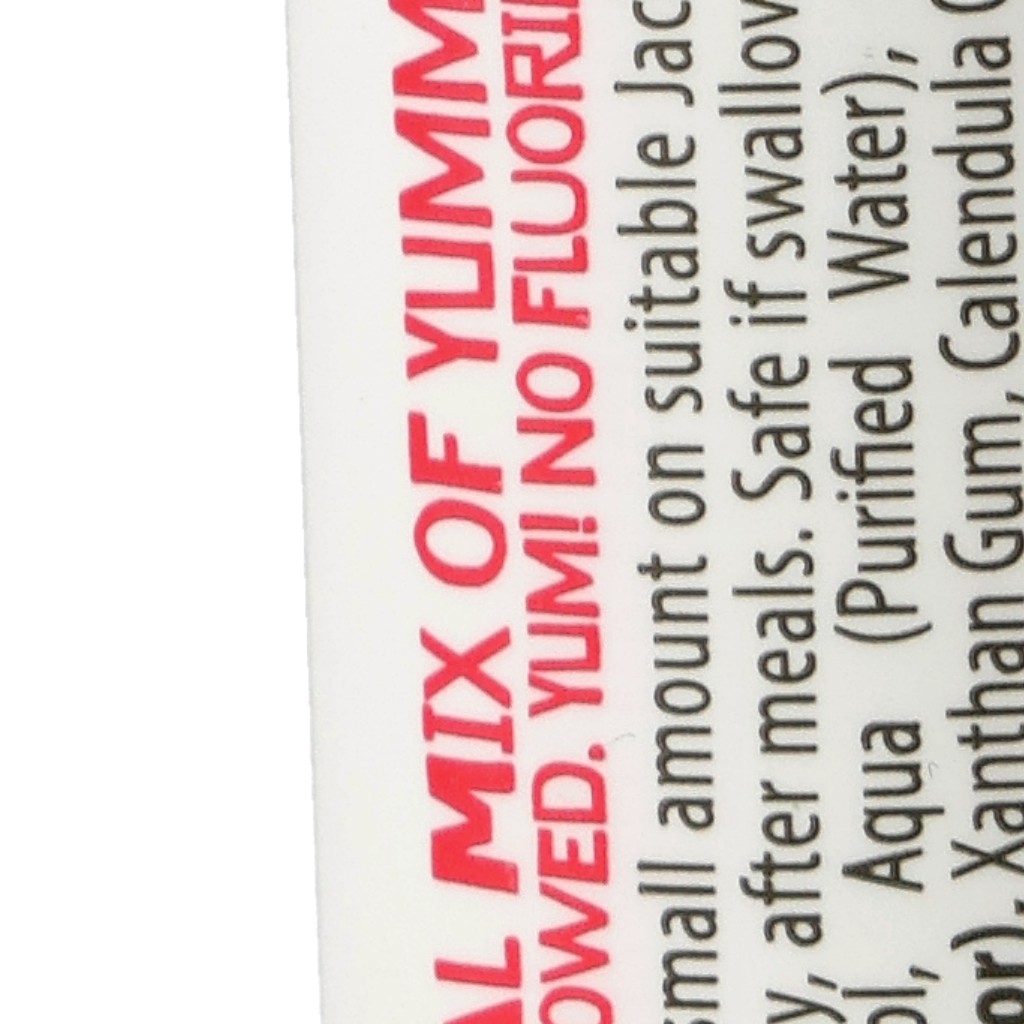 AL MIX OF YUMM
OWED. YUM! NO FLUORI
small amount on suitable Jac
y, after meals. Safe if swallow
ol, Aqua (Purified Water),
or), Xanthan Gum, Calendula